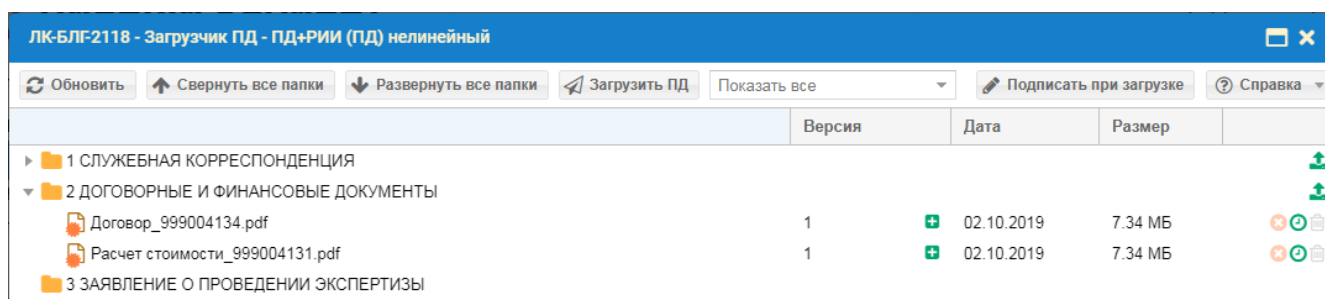 ЛК-БЛГ-2118 - Загрузчик ПД - ПД+РИИ (ПД) нелинейный
Обновить Свернуть все папки Развернуть все папки Загрузить ПД Показать все Подписать при загрузке Справка
Версия Дата Размер
1 СЛУЖЕБНАЯ КОРРЕСПОНДЕНЦИЯ
2 ДОГОВОРНЫЕ И ФИНАНСОВЫЕ ДОКУМЕНТЫ
Договор_999004134.pdf 1 02.10.2019 7.34 МБ
Расчет стоимости_999004131.pdf 1 02.10.2019 7.34 МБ
3 ЗАЯВЛЕНИЕ О ПРОВЕДЕНИИ ЭКСПЕРТИЗЫ